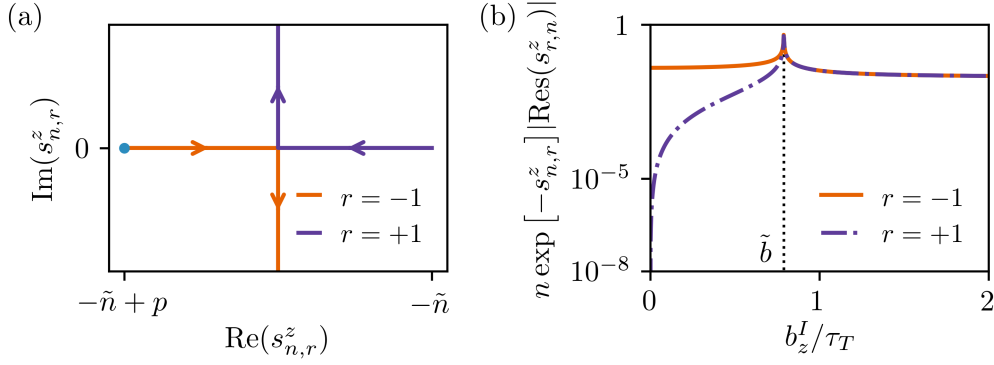 (a)
Im(s^z_{n,r})
0
r = −1
r = +1
−ñ + p
−ñ
Re(s^z_{n,r})
(b)
n exp [−s^z_{n,r}] |Res(s^z_{r,n})|
1
10^{−5}
10^{−8}
b̃
r = −1
r = +1
0
1
2
b^I_z/τ_T